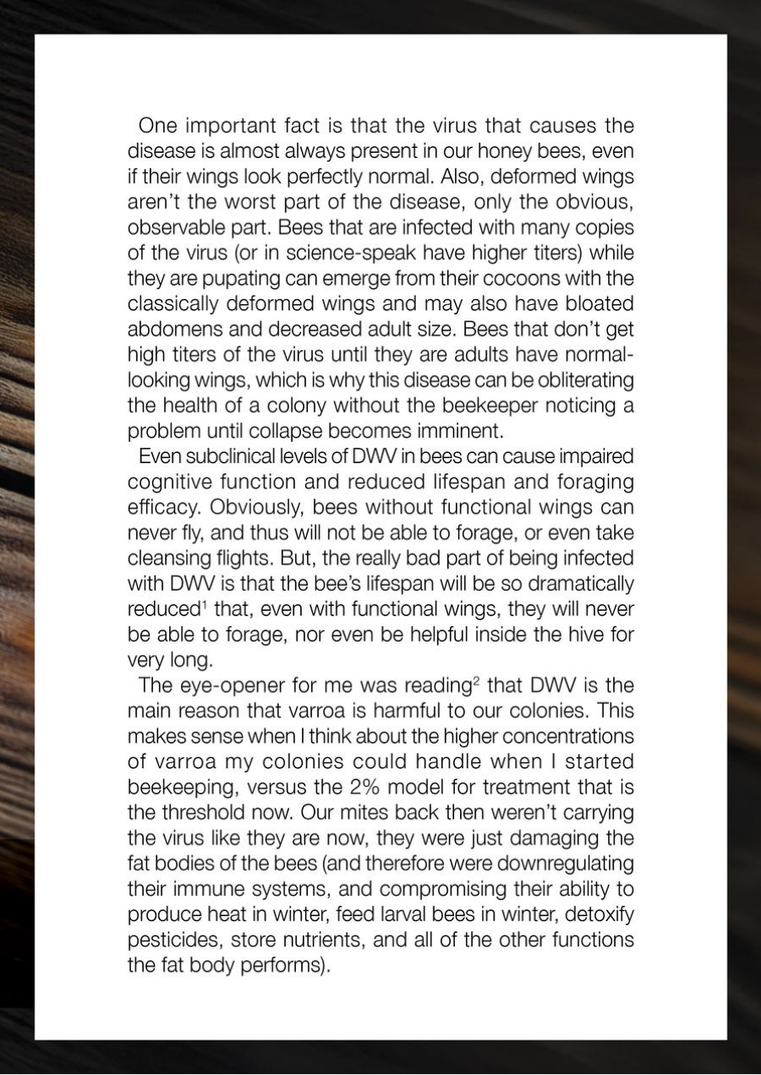 One important fact is that the virus that causes the
disease is almost always present in our honey bees, even
if their wings look perfectly normal. Also, deformed wings
aren’t the worst part of the disease, only the obvious,
observable part. Bees that are infected with many copies
of the virus (or in science-speak have higher titers) while
they are pupating can emerge from their cocoons with the
classically deformed wings and may also have bloated
abdomens and decreased adult size. Bees that don’t get
high titers of the virus until they are adults have normal-
looking wings, which is why this disease can be obliterating
the health of a colony without the beekeeper noticing a
problem until collapse becomes imminent.
Even subclinical levels of DWV in bees can cause impaired
cognitive function and reduced lifespan and foraging
efficacy. Obviously, bees without functional wings can
never fly, and thus will not be able to forage, or even take
cleansing flights. But, the really bad part of being infected
with DWV is that the bee’s lifespan will be so dramatically
reduced¹ that, even with functional wings, they will never
be able to forage, nor even be helpful inside the hive for
very long.
The eye-opener for me was reading² that DWV is the
main reason that varroa is harmful to our colonies. This
makes sense when I think about the higher concentrations
of varroa my colonies could handle when I started
beekeeping, versus the 2% model for treatment that is
the threshold now. Our mites back then weren’t carrying
the virus like they are now, they were just damaging the
fat bodies of the bees (and therefore were downregulating
their immune systems, and compromising their ability to
produce heat in winter, feed larval bees in winter, detoxify
pesticides, store nutrients, and all of the other functions
the fat body performs).